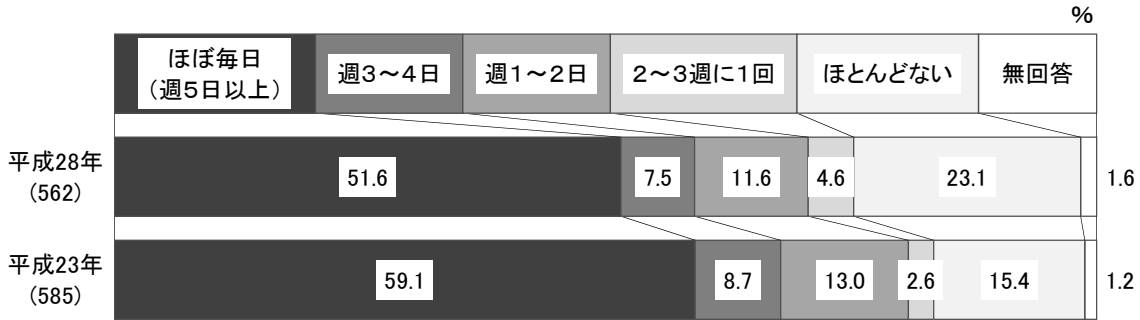 %
ほぼ毎日
(週5日以上)
週3~4日
週1~2日
2~3週に1回
ほとんどない
無回答
平成28年
(562)
51.6
7.5
11.6
4.6
23.1
1.6
平成23年
(585)
59.1
8.7
13.0
2.6
15.4
1.2